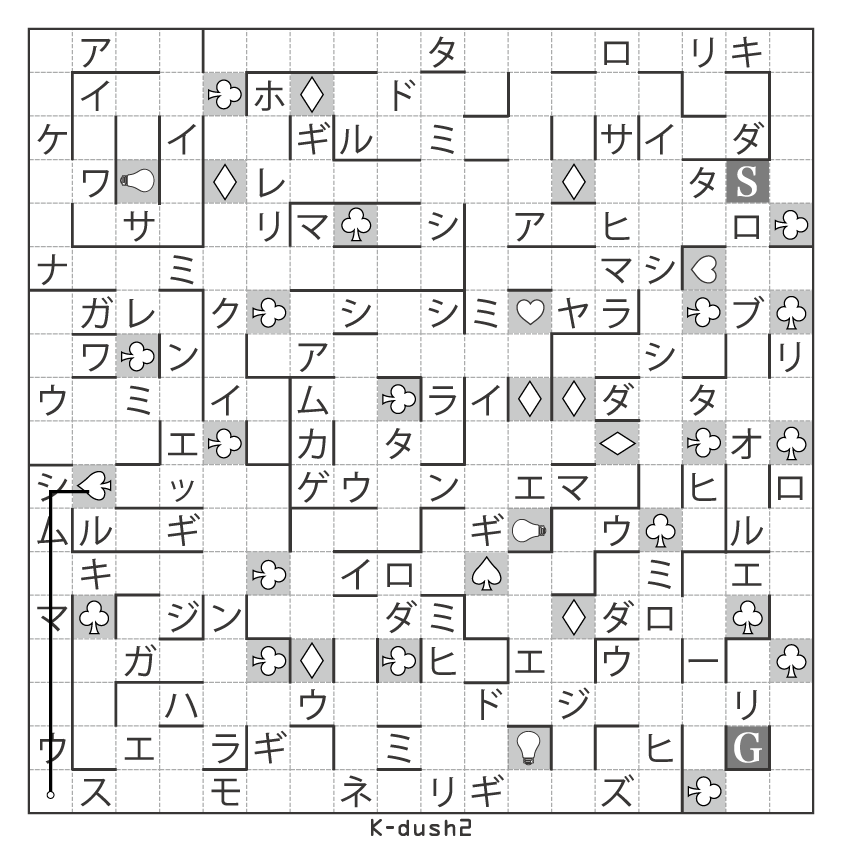 ア タ ロ リ キ
イ ホ ド
ケ イ ギ ル ミ サ イ ダ
ワ レ タ S
サ リ マ シ ア ヒ ロ
ナ ミ マ シ
ガ レ ク シ シ ミ ヤ ラ ブ
ワ ン ア シ リ
ウ ミ イ ム ラ イ ダ タ
エ カ タ オ
シ ッ ゲ ウ ン エ マ ヒ ロ
ム ル ギ ギ ウ ル
キ イ ロ ミ エ
マ ジ ン ダ ミ ダ ロ
ガ ヒ エ ウ ー
ハ ウ ド ジ リ
ウ エ ラ ギ ミ ヒ G
ス モ ネ リ ギ ズ
K-dush2